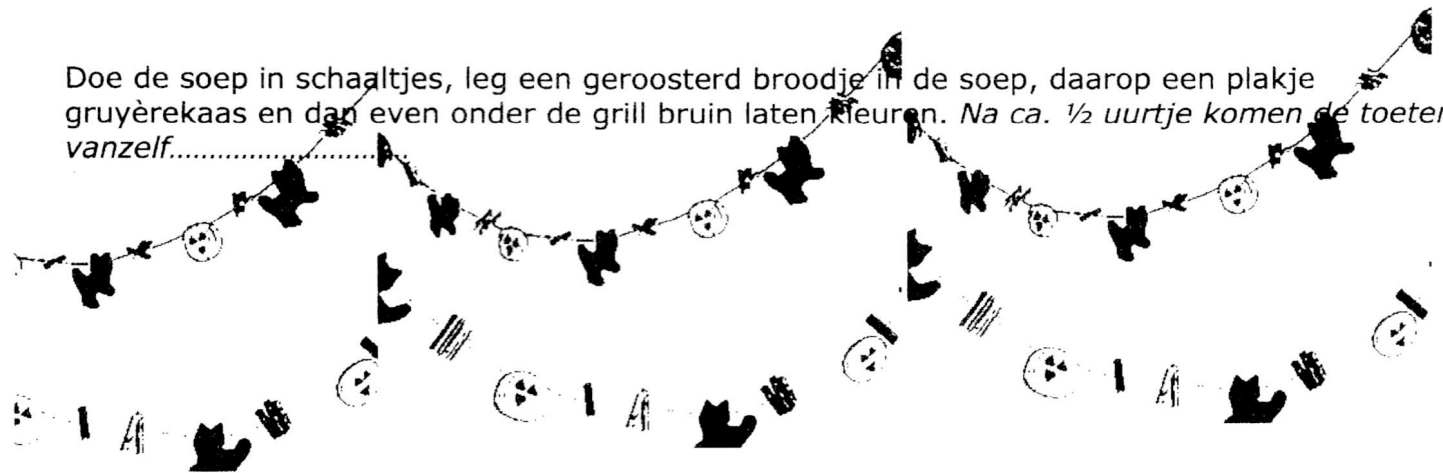 Doe de soep in schaaltjes, leg een geroosterd broodje in de soep, daarop een plakje
gruyèrekaas en dan even onder de grill bruin laten kleuren. Na ca. ½ uurtje komen de toeter
vanzelf..............................